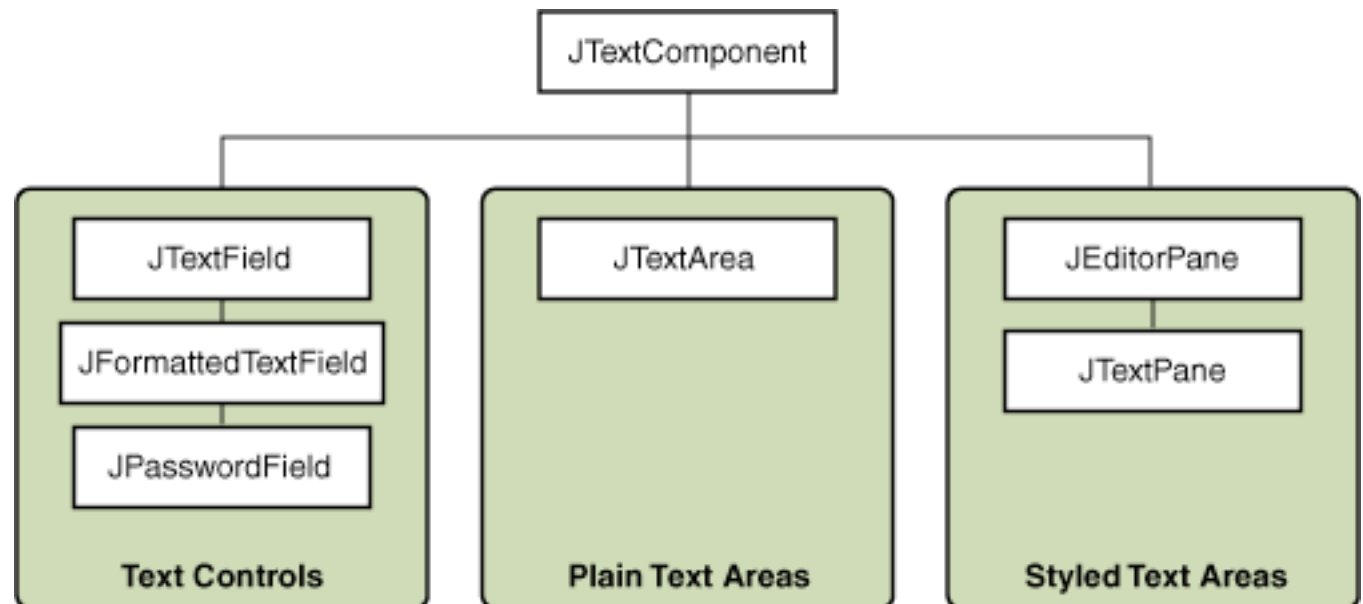 JTextComponent
JTextField
JFormattedTextField
JPasswordField
Text Controls
JTextArea
Plain Text Areas
JEditorPane
JTextPane
Styled Text Areas